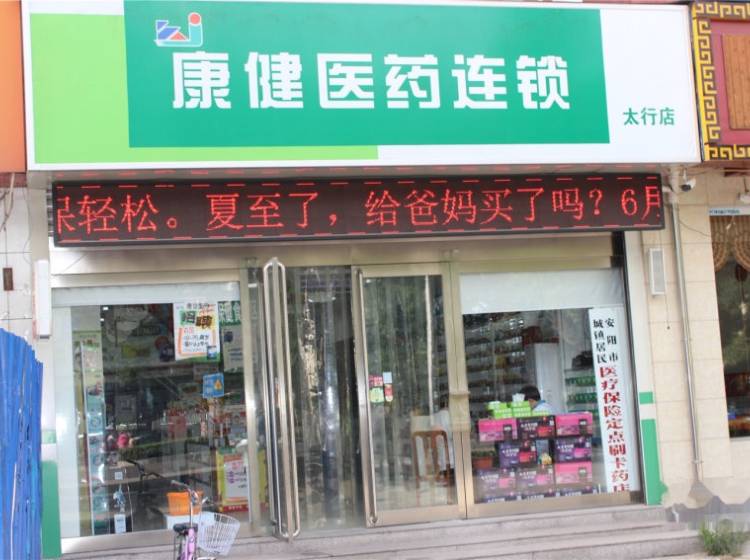 康健医药连锁
太行店
保轻松。夏至了，给爸妈买了吗？6月
招聘
安阳市
城镇居民
医疗保险定点刷卡药店